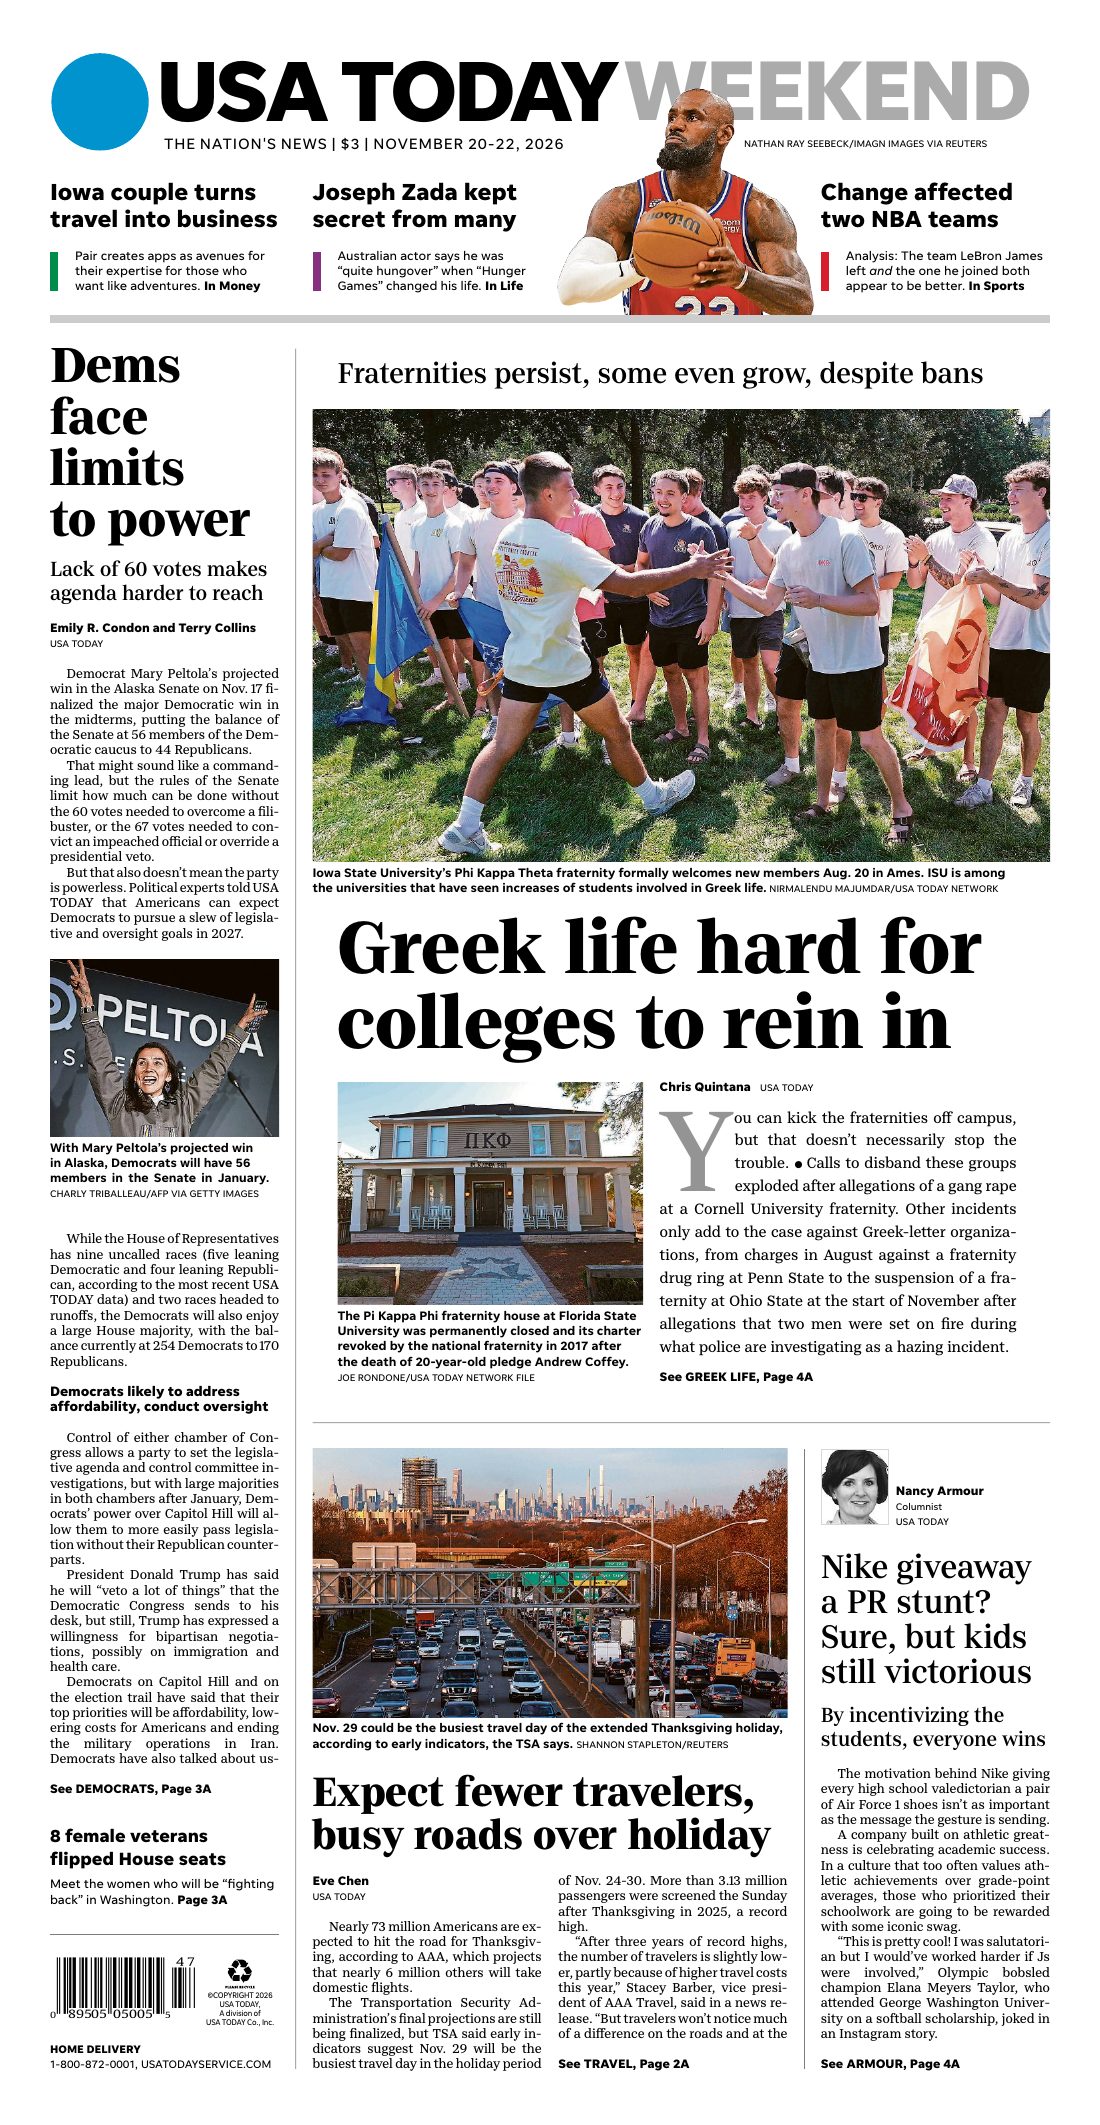 USA TODAY WEEKEND
THE NATION'S NEWS | $3 | NOVEMBER 20-22, 2026
NATHAN RAY SEEBECK/IMAGN IMAGES VIA REUTERS
Iowa couple turns
travel into business
Pair creates apps as avenues for
their expertise for those who
want like adventures. In Money
Joseph Zada kept
secret from many
Australian actor says he was
“quite hungover” when “Hunger
Games” changed his life. In Life
Wilson
23
Change affected
two NBA teams
Analysis: The team LeBron James
left and the one he joined both
appear to be better. In Sports
Dems
face
limits
to power
Lack of 60 votes makes
agenda harder to reach
Emily R. Condon and Terry Collins
USA TODAY
Democrat Mary Peltola’s projected
win in the Alaska Senate on Nov. 17 fi-
nalized the major Democratic win in
the midterms, putting the balance of
the Senate at 56 members of the Dem-
ocratic caucus to 44 Republicans.
That might sound like a command-
ing lead, but the rules of the Senate
limit how much can be done without
the 60 votes needed to overcome a fili-
buster, or the 67 votes needed to con-
vict an impeached official or override a
presidential veto.
But that also doesn’t mean the party
is powerless. Political experts told USA
TODAY that Americans can expect
Democrats to pursue a slew of legisla-
tive and oversight goals in 2027.
PELTOLA
With Mary Peltola’s projected win
in Alaska, Democrats will have 56
members in the Senate in January.
CHARLY TRIBALLEAU/AFP VIA GETTY IMAGES
While the House of Representatives
has nine uncalled races (five leaning
Democratic and four leaning Republi-
can, according to the most recent USA
TODAY data) and two races headed to
runoffs, the Democrats will also enjoy
a large House majority, with the bal-
ance currently at 254 Democrats to 170
Republicans.
Democrats likely to address
affordability, conduct oversight
Control of either chamber of Con-
gress allows a party to set the legisla-
tive agenda and control committee in-
vestigations, but with large majorities
in both chambers after January, Dem-
ocrats’ power over Capitol Hill will al-
low them to more easily pass legisla-
tion without their Republican counter-
parts.
President Donald Trump has said
he will “veto a lot of things” that the
Democratic Congress sends to his
desk, but still, Trump has expressed a
willingness for bipartisan negotia-
tions, possibly on immigration and
health care.
Democrats on Capitol Hill and on
the election trail have said that their
top priorities will be affordability, low-
ering costs for Americans and ending
the military operations in Iran.
Democrats have also talked about us-
See DEMOCRATS, Page 3A
8 female veterans
flipped House seats
Meet the women who will be “fighting
back” in Washington. Page 3A
47
0 89505 05005 5
PLEASE RECYCLE
©COPYRIGHT 2026
USA TODAY,
A division of
USA TODAY Co., Inc.
HOME DELIVERY
1-800-872-0001, USATODAYSERVICE.COM
Fraternities persist, some even grow, despite bans
Iowa State University’s Phi Kappa Theta fraternity formally welcomes new members Aug. 20 in Ames. ISU is among
the universities that have seen increases of students involved in Greek life. NIRMALENDU MAJUMDAR/USA TODAY NETWORK
Greek life hard for
colleges to rein in
ΠΚΦ
The Pi Kappa Phi fraternity house at Florida State
University was permanently closed and its charter
revoked by the national fraternity in 2017 after
the death of 20-year-old pledge Andrew Coffey.
JOE RONDONE/USA TODAY NETWORK FILE
Chris Quintana USA TODAY
You can kick the fraternities off campus,
but that doesn’t necessarily stop the
trouble. ● Calls to disband these groups
exploded after allegations of a gang rape
at a Cornell University fraternity. Other incidents
only add to the case against Greek-letter organiza-
tions, from charges in August against a fraternity
drug ring at Penn State to the suspension of a fra-
ternity at Ohio State at the start of November after
allegations that two men were set on fire during
what police are investigating as a hazing incident.
See GREEK LIFE, Page 4A
Nov. 29 could be the busiest travel day of the extended Thanksgiving holiday,
according to early indicators, the TSA says. SHANNON STAPLETON/REUTERS
Expect fewer travelers,
busy roads over holiday
Eve Chen
USA TODAY
Nearly 73 million Americans are ex-
pected to hit the road for Thanksgiv-
ing, according to AAA, which projects
that nearly 6 million others will take
domestic flights.
The Transportation Security Ad-
ministration’s final projections are still
being finalized, but TSA said early in-
dicators suggest Nov. 29 will be the
busiest travel day in the holiday period
of Nov. 24-30. More than 3.13 million
passengers were screened the Sunday
after Thanksgiving in 2025, a record
high.
“After three years of record highs,
the number of travelers is slightly low-
er, partly because of higher travel costs
this year,” Stacey Barber, vice presi-
dent of AAA Travel, said in a news re-
lease. “But travelers won’t notice much
of a difference on the roads and at the
See TRAVEL, Page 2A
Nancy Armour
Columnist
USA TODAY
Nike giveaway
a PR stunt?
Sure, but kids
still victorious
By incentivizing the
students, everyone wins
The motivation behind Nike giving
every high school valedictorian a pair
of Air Force 1 shoes isn’t as important
as the message the gesture is sending.
A company built on athletic great-
ness is celebrating academic success.
In a culture that too often values ath-
letic achievements over grade-point
averages, those who prioritized their
schoolwork are going to be rewarded
with some iconic swag.
“This is pretty cool! I was salutatori-
an but I would’ve worked harder if Js
were involved,” Olympic bobsled
champion Elana Meyers Taylor, who
attended George Washington Univer-
sity on a softball scholarship, joked in
an Instagram story.
See ARMOUR, Page 4A